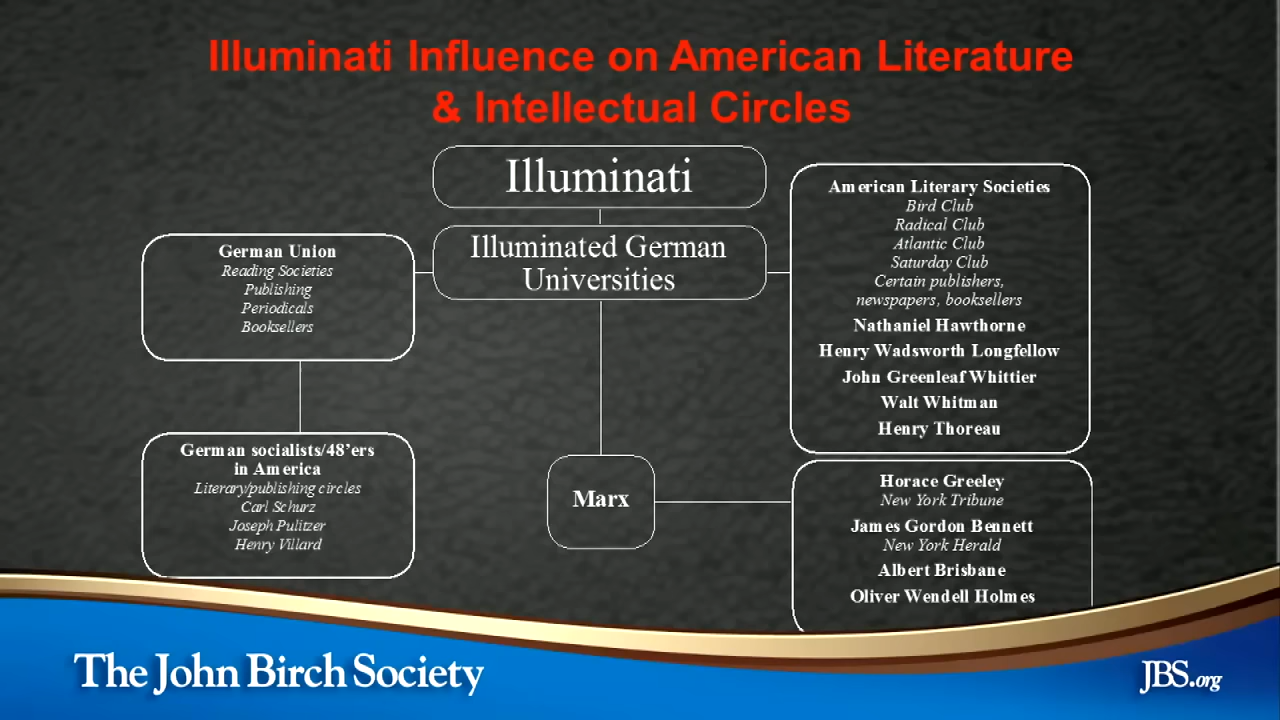 Illuminati Influence on American Literature
& Intellectual Circles
Illuminati
Illuminated German
Universities
German Union
Reading Societies
Publishing
Periodicals
Booksellers
German socialists/48’ers
in America
Literary/publishing circles
Carl Schurz
Joseph Pulitzer
Henry Villard
Marx
American Literary Societies
Bird Club
Radical Club
Atlantic Club
Saturday Club
Certain publishers,
newspapers, booksellers
Nathaniel Hawthorne
Henry Wadsworth Longfellow
John Greenleaf Whittier
Walt Whitman
Henry Thoreau
Horace Greeley
New York Tribune
James Gordon Bennett
New York Herald
Albert Brisbane
Oliver Wendell Holmes
The John Birch Society
JBS.org